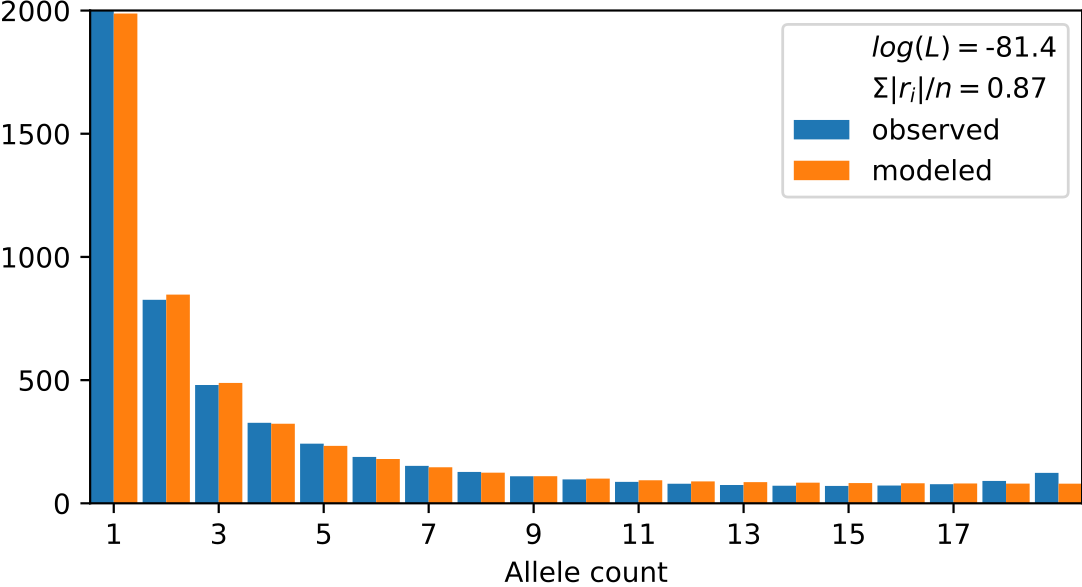 2000
1500
1000
500
0
log(L) = -81.4
Σ|rᵢ|/n = 0.87
observed
modeled
1 3 5 7 9 11 13 15 17
Allele count